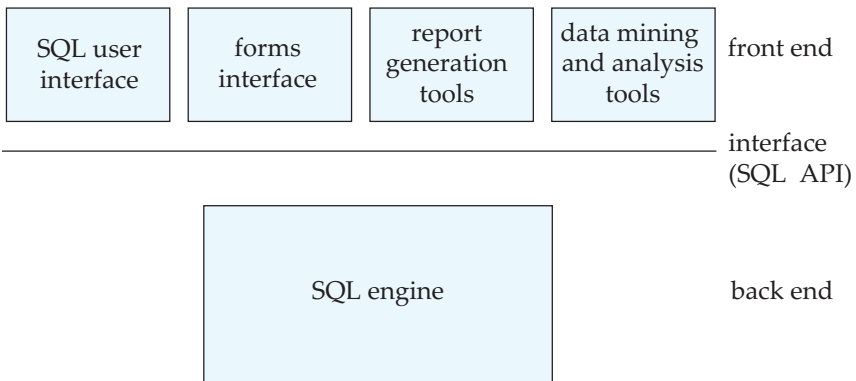 SQL user
interface
forms
interface
report
generation
tools
data mining
and analysis
tools
front end
interface
(SQL API)
SQL engine
back end